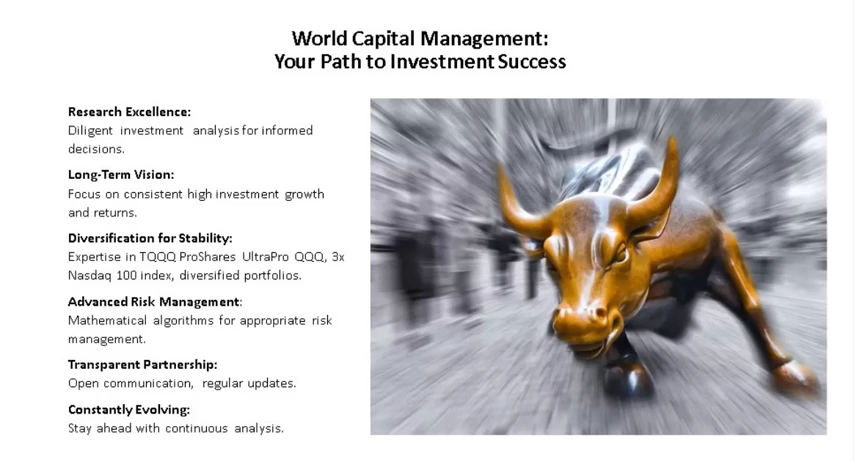 World Capital Management:
Your Path to Investment Success
Research Excellence:
Diligent investment analysis for informed
decisions.
Long-Term Vision:
Focus on consistent high investment growth
and returns.
Diversification for Stability:
Expertise in TQQQ ProShares UltraPro QQQ, 3x
Nasdaq 100 index, diversified portfolios.
Advanced Risk Management:
Mathematical algorithms for appropriate risk
management.
Transparent Partnership:
Open communication, regular updates.
Constantly Evolving:
Stay ahead with continuous analysis.